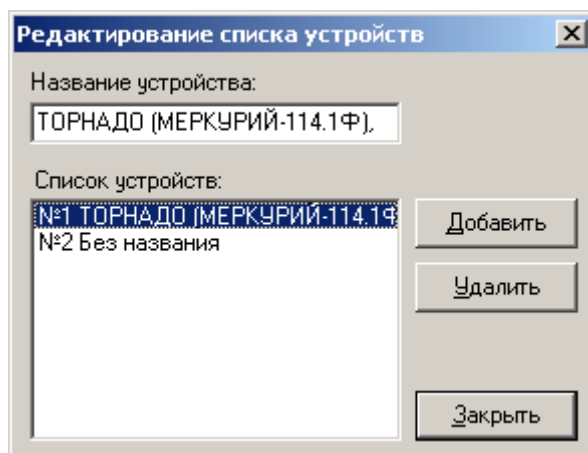 Редактирование списка устройств
Название устройства:
ТОРНАДО (МЕРКУРИЙ-114.1Ф),
Список устройств:
№1 ТОРНАДО (МЕРКУРИЙ-114.1Ф
№2 Без названия
Добавить
Удалить
Закрыть